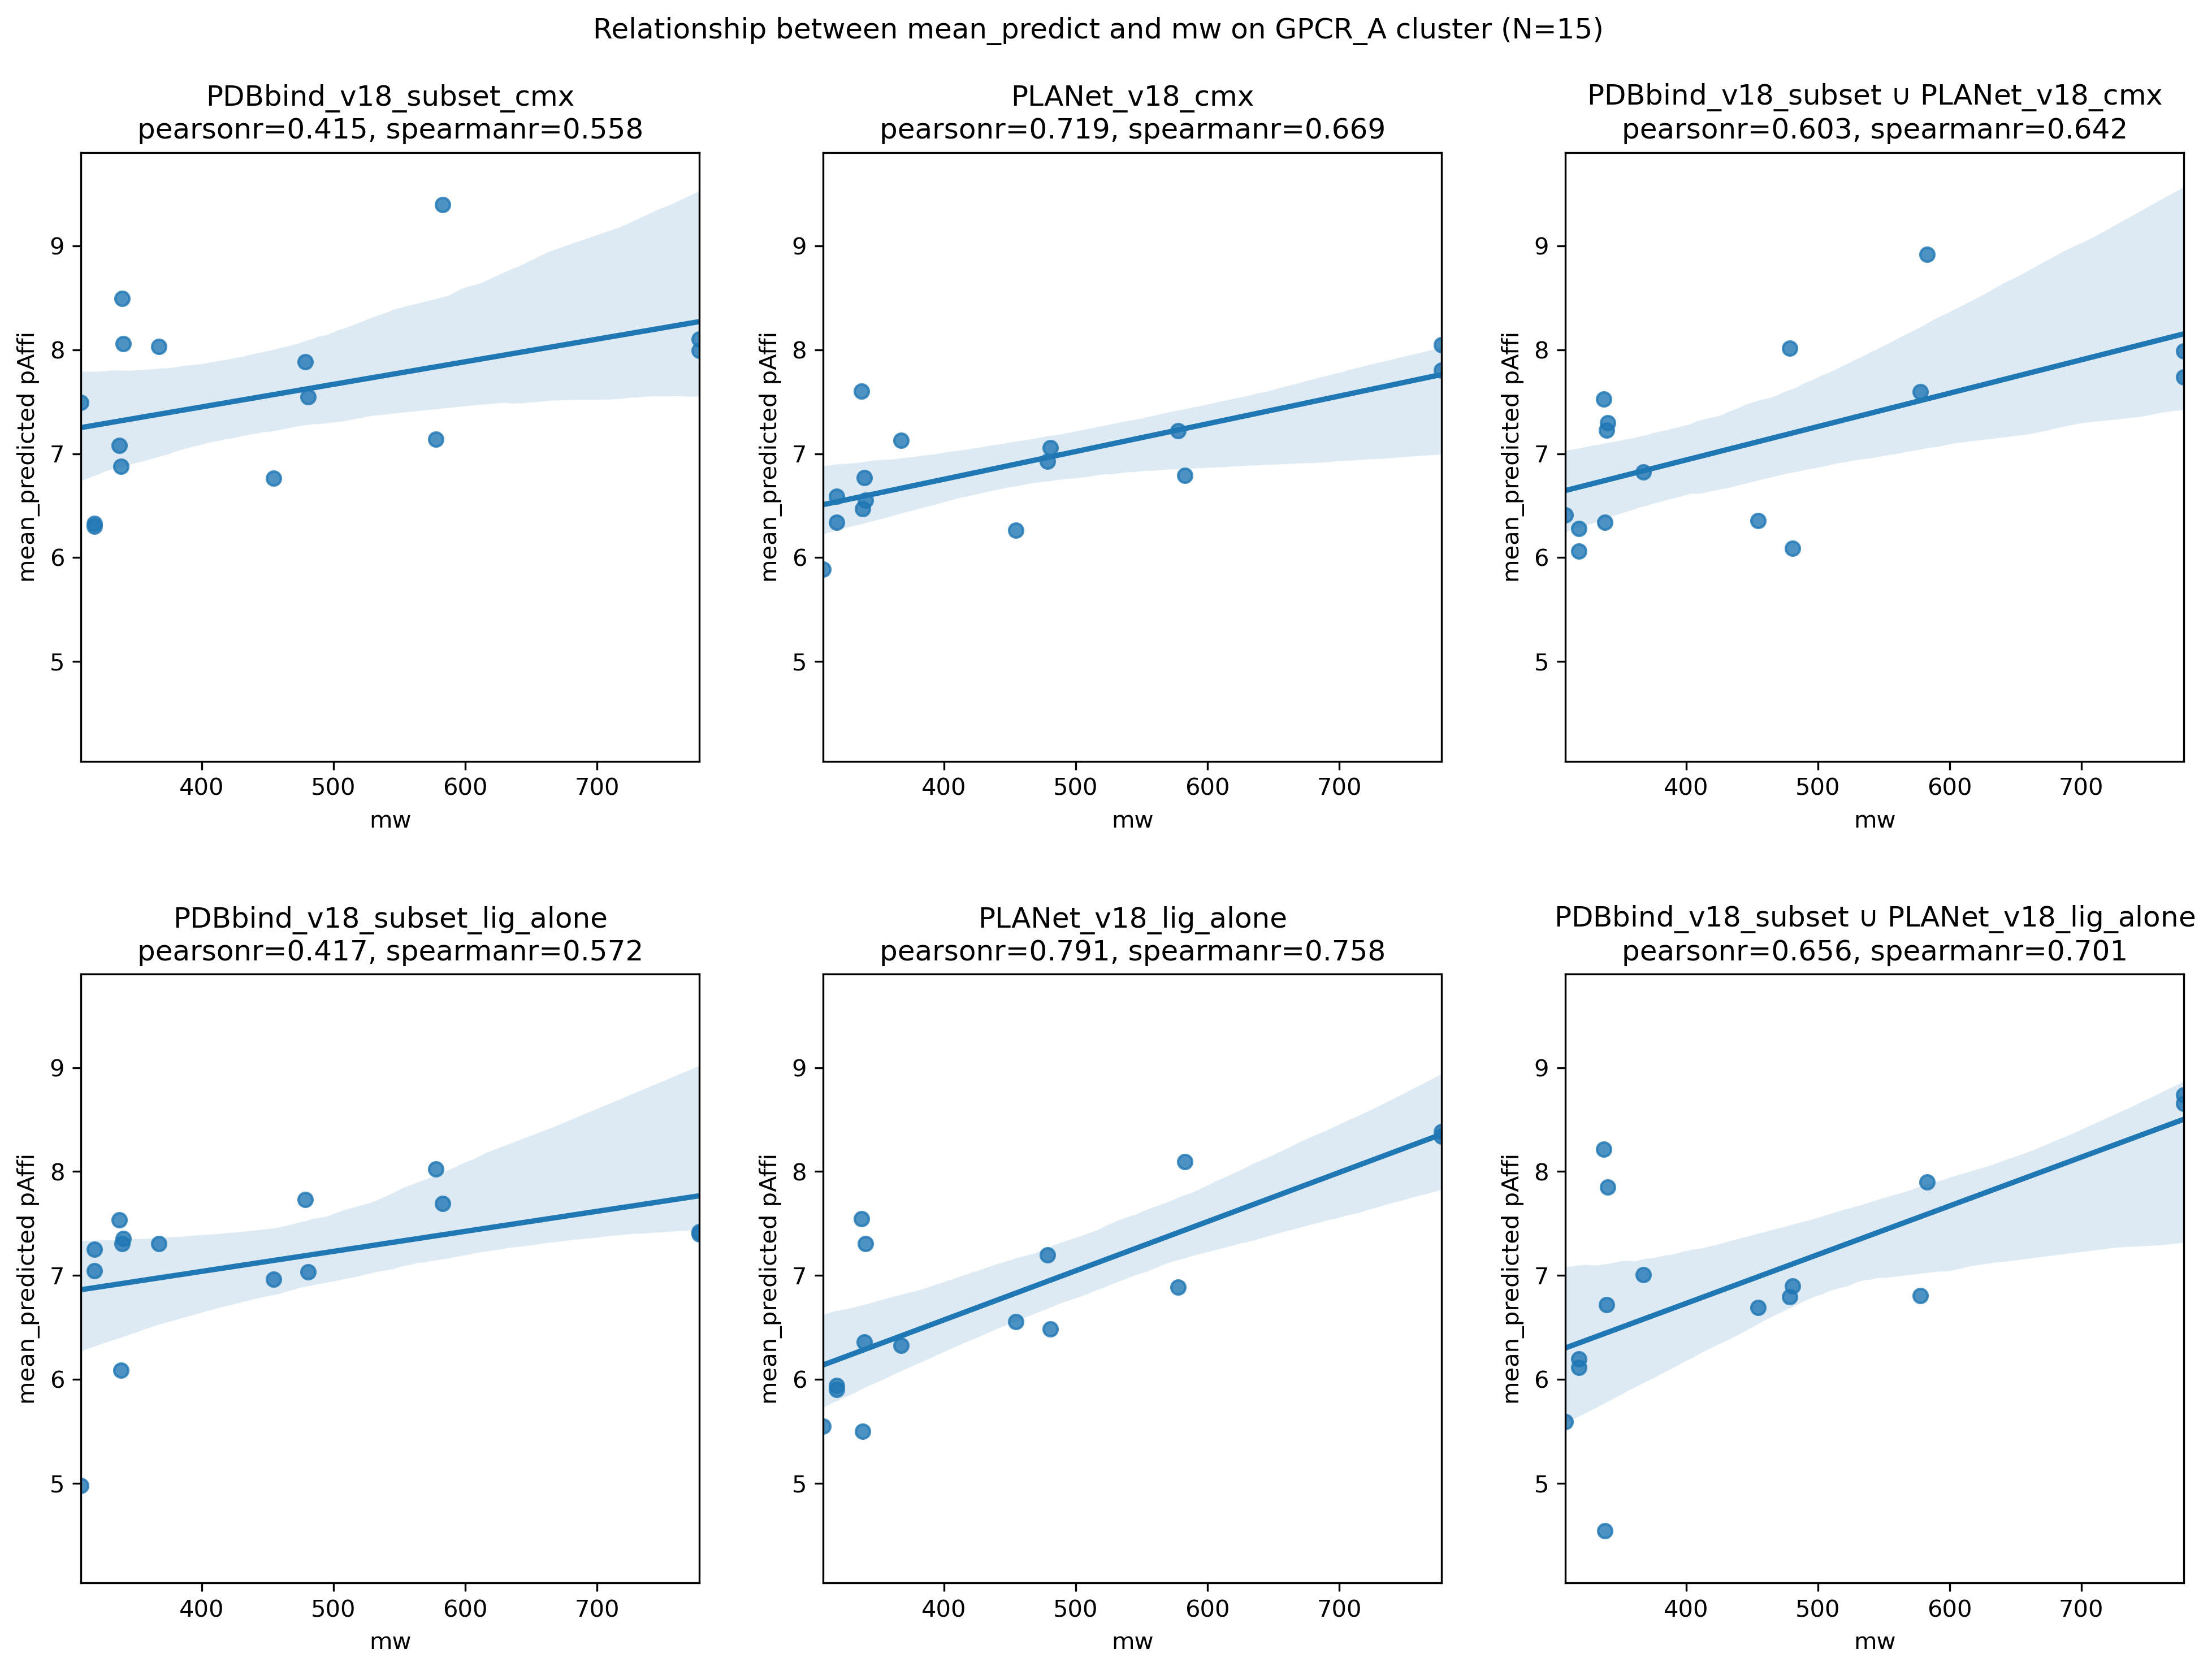 Relationship between mean_predict and mw on GPCR_A cluster (N=15)
PDBbind_v18_subset_cmx
pearsonr=0.415, spearmanr=0.558
9
8
7
6
5
mean_predicted pAffi
400 500 600 700
mw
PLANet_v18_cmx
pearsonr=0.719, spearmanr=0.669
9
8
7
6
5
mean_predicted pAffi
400 500 600 700
mw
PDBbind_v18_subset ∪ PLANet_v18_cmx
pearsonr=0.603, spearmanr=0.642
9
8
7
6
5
mean_predicted pAffi
400 500 600 700
mw
PDBbind_v18_subset_lig_alone
pearsonr=0.417, spearmanr=0.572
9
8
7
6
5
mean_predicted pAffi
400 500 600 700
mw
PLANet_v18_lig_alone
pearsonr=0.791, spearmanr=0.758
9
8
7
6
5
mean_predicted pAffi
400 500 600 700
mw
PDBbind_v18_subset ∪ PLANet_v18_lig_alone
pearsonr=0.656, spearmanr=0.701
9
8
7
6
5
mean_predicted pAffi
400 500 600 700
mw